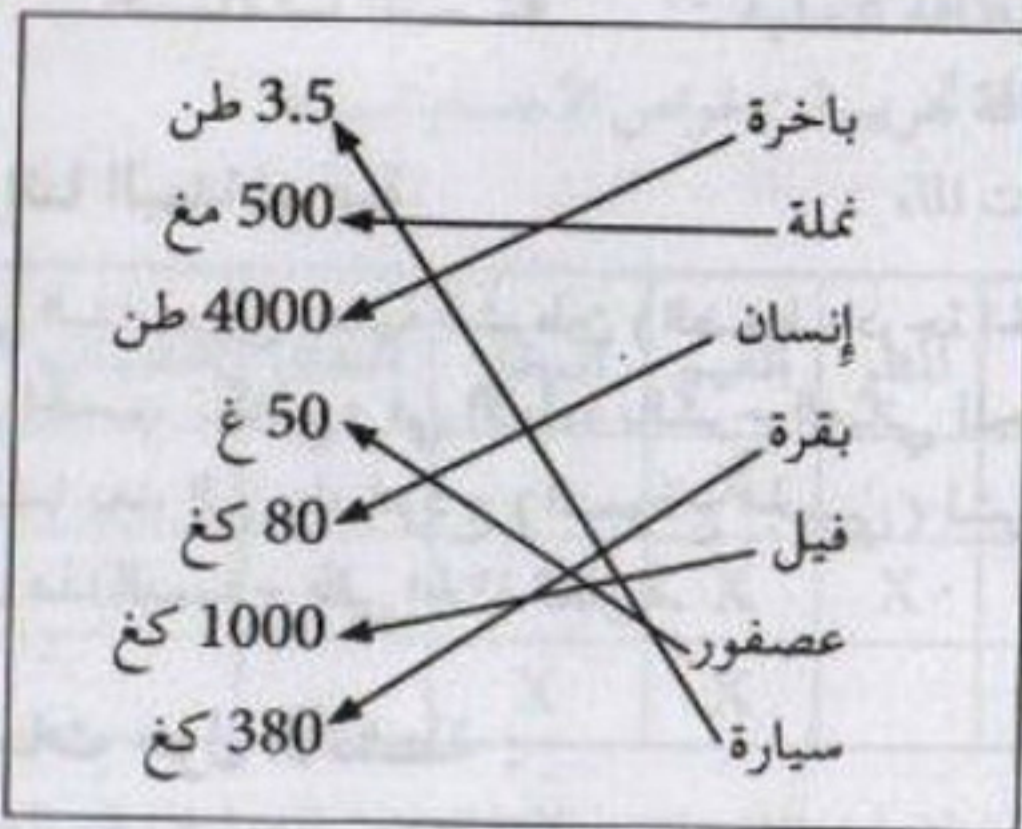 باخرة
نملة
إنسان
بقرة
فيل
عصفور
سيارة
3.5 طن
500 مغ
4000 طن
50 غ
80 كغ
1000 كغ
380 كغ